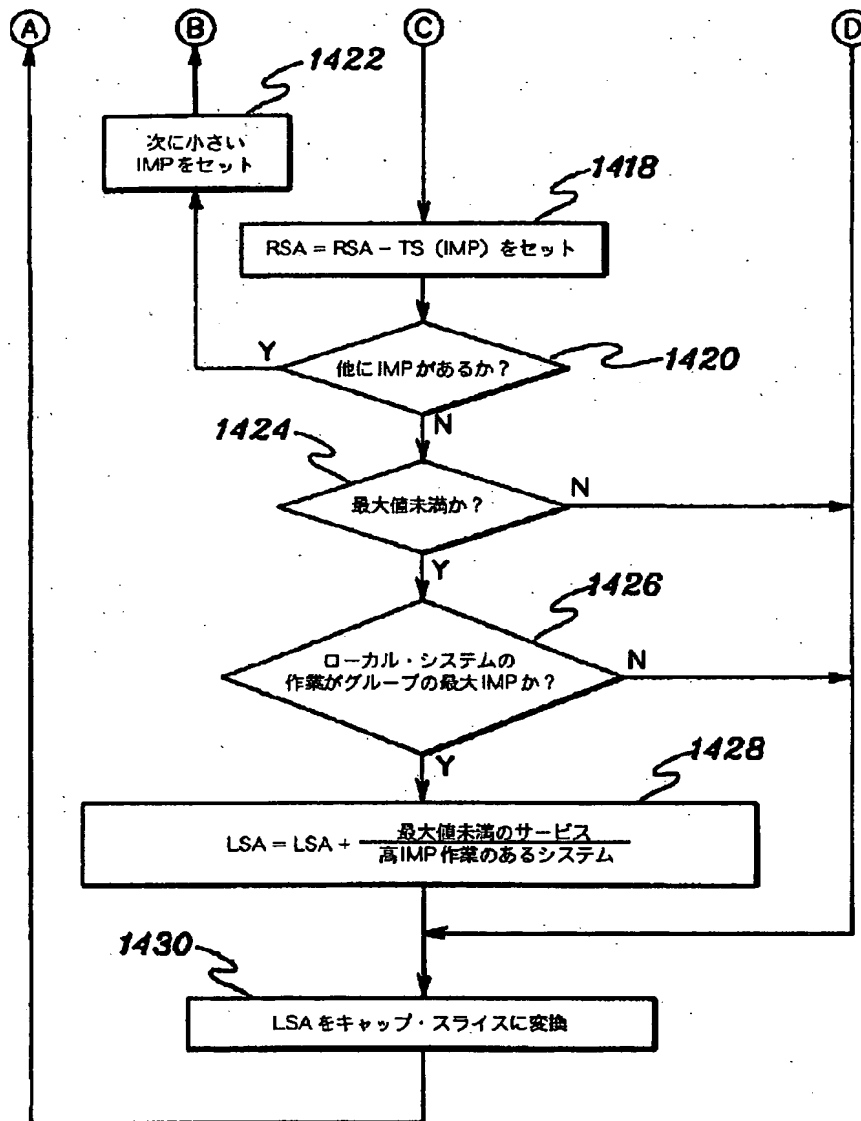 A
B
C
D
1422
次に小さい
IMPをセット
1418
RSA = RSA − TS (IMP) をセット
Y
他にIMPがあるか？
1420
N
1424
最大値未満か？
N
Y
1426
ローカル・システムの
作業がグループの最大IMPか？
N
Y
1428
LSA = LSA + 最大値未満のサービス
高IMP作業のあるシステム
1430
LSAをキャップ・スライスに変換